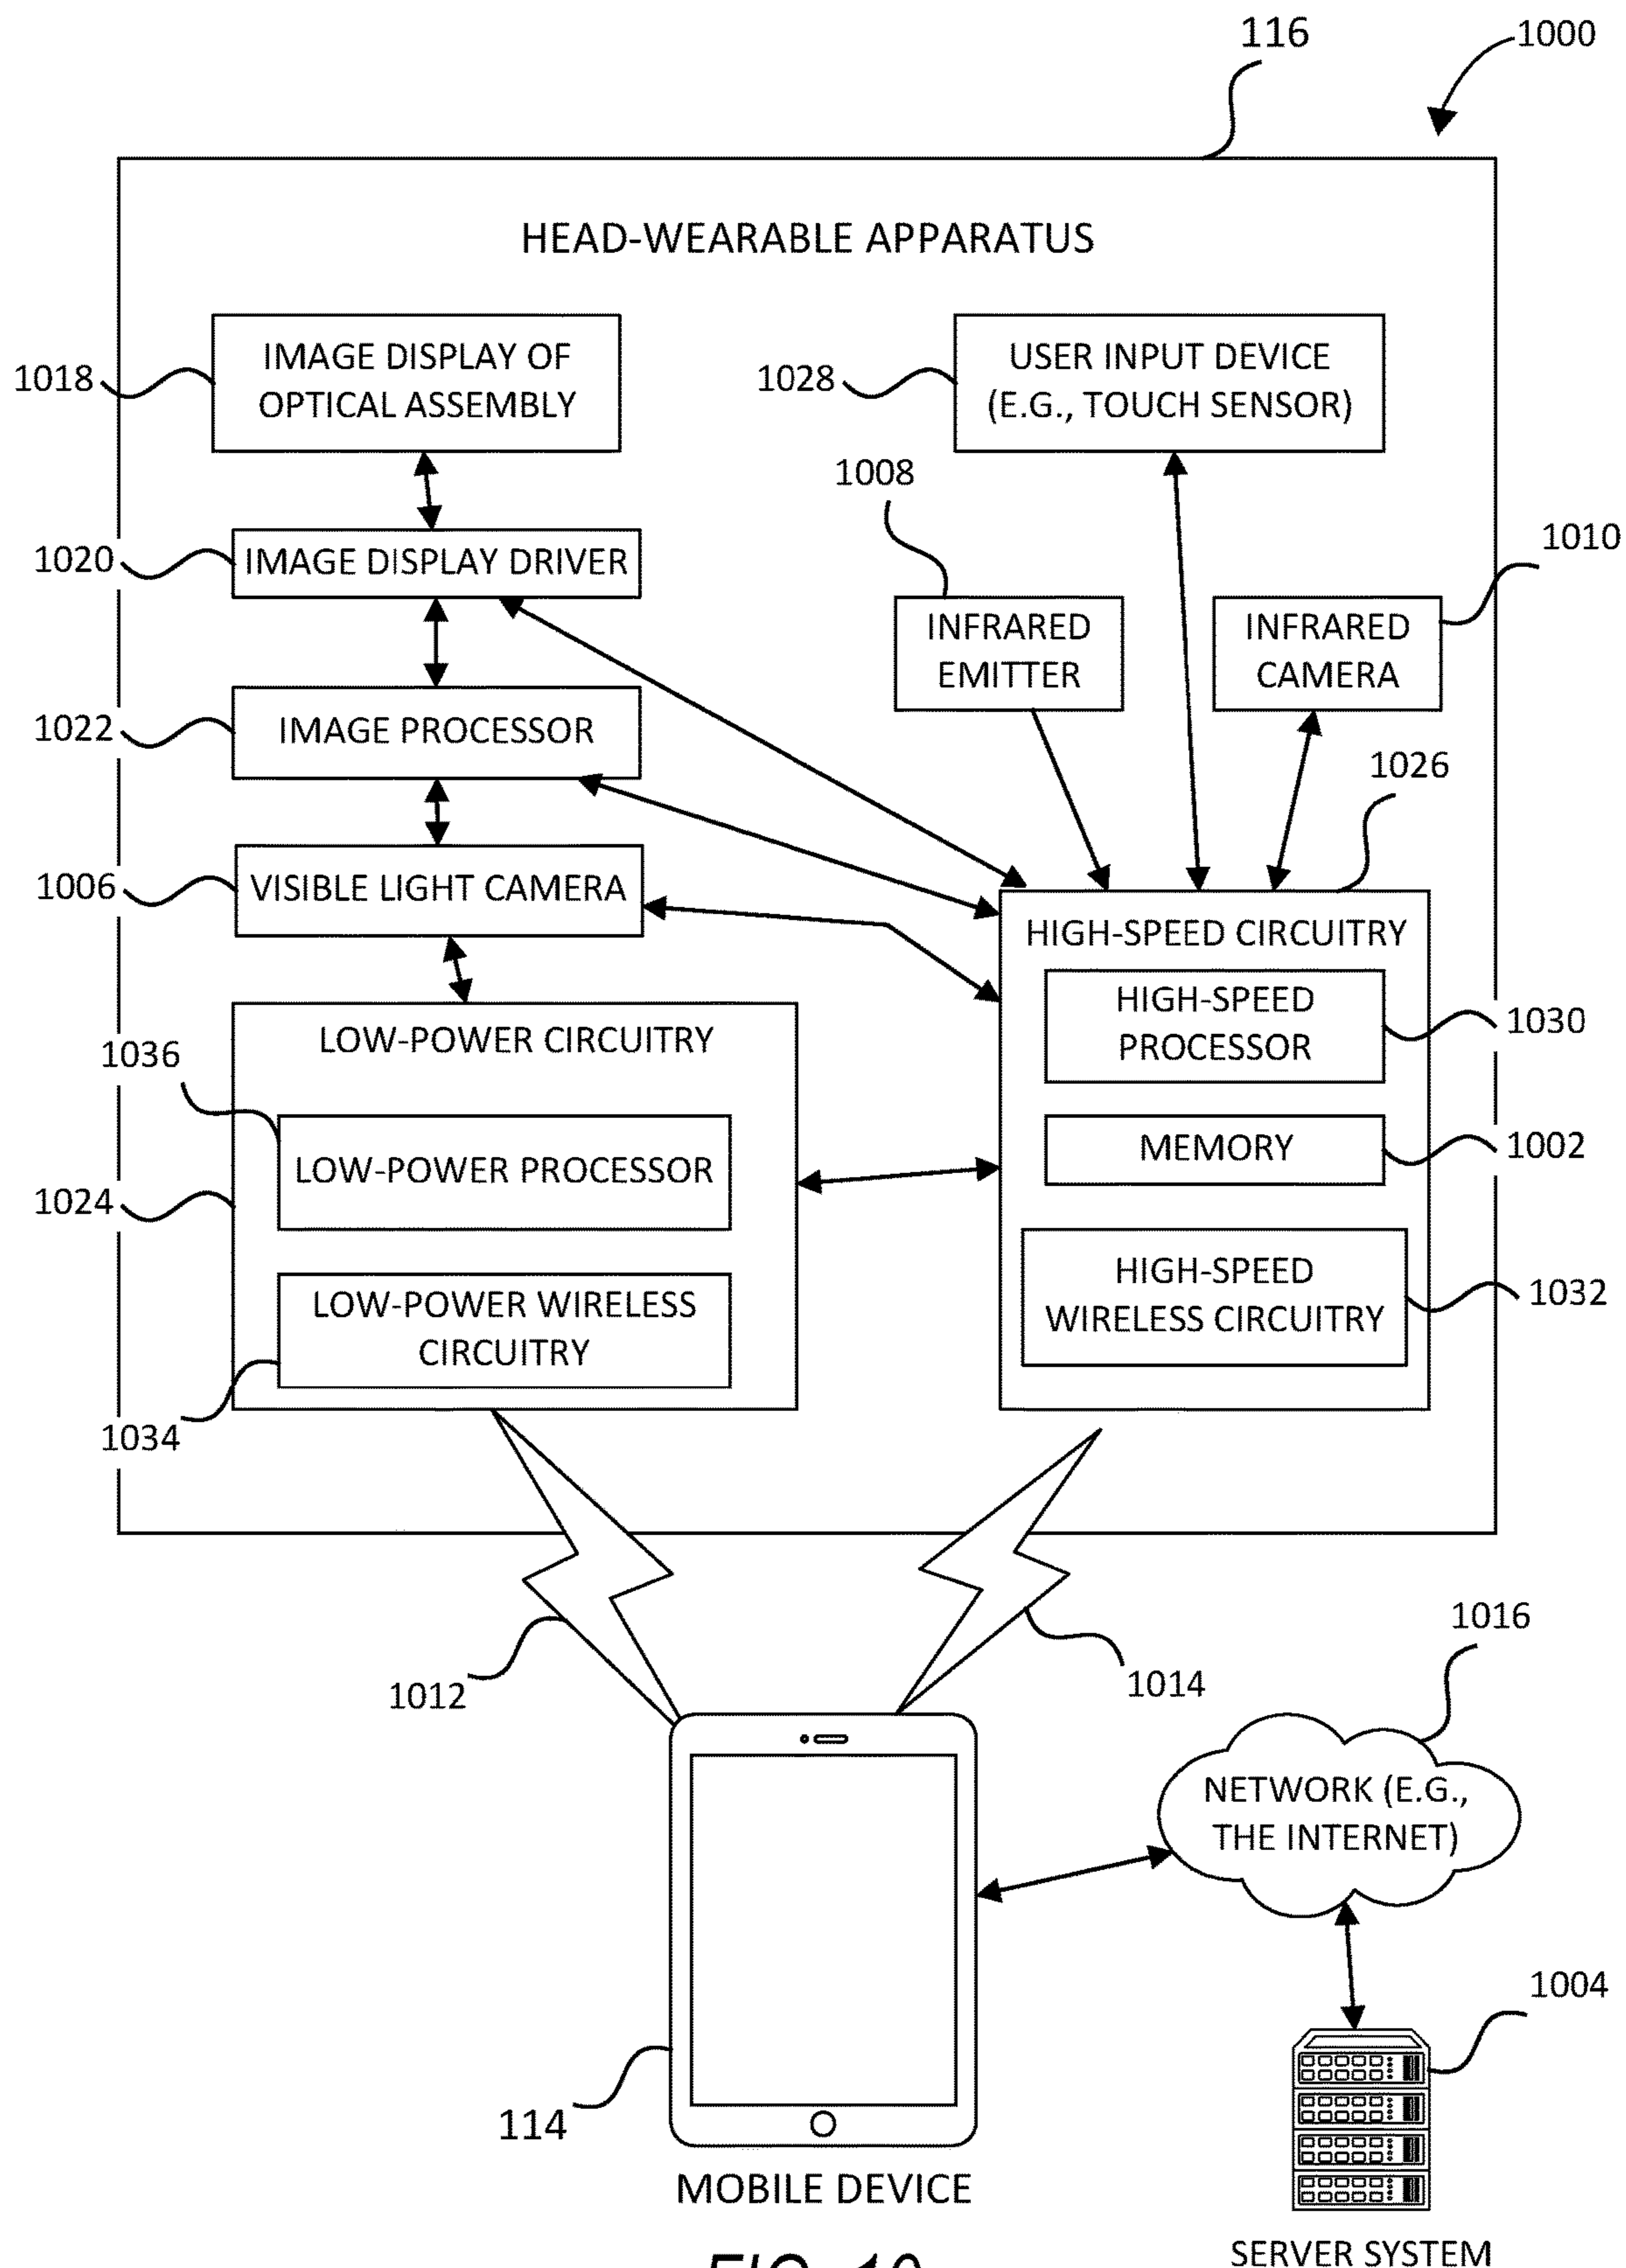 116
1000
HEAD-WEARABLE APPARATUS
1018
IMAGE DISPLAY OF
OPTICAL ASSEMBLY
1028
USER INPUT DEVICE
(E.G., TOUCH SENSOR)
1008
1020
IMAGE DISPLAY DRIVER
1010
INFRARED
EMITTER
INFRARED
CAMERA
1022
IMAGE PROCESSOR
1026
1006
VISIBLE LIGHT CAMERA
HIGH-SPEED CIRCUITRY
HIGH-SPEED
PROCESSOR
1030
LOW-POWER CIRCUITRY
1036
LOW-POWER PROCESSOR
MEMORY
1002
1024
HIGH-SPEED
WIRELESS CIRCUITRY
1032
LOW-POWER WIRELESS
CIRCUITRY
1034
1012
1014
1016
NETWORK (E.G.,
THE INTERNET)
1004
114
MOBILE DEVICE
SERVER SYSTEM
FIG. 10